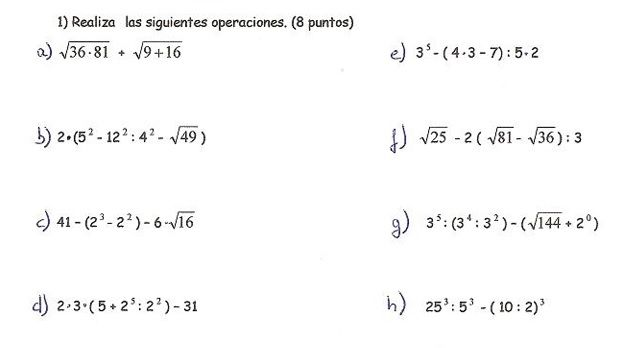 1) Realiza las siguientes operaciones. (8 puntos)
a) √36·81 + √9+16
e) 3⁵-(4·3-7):5·2
b) 2·(5²-12²:4²-√49)
f) √25 -2(√81-√36):3
c) 41-(2³-2²)-6·√16
g) 3⁵:(3⁴:3²)-(√144+2⁰)
d) 2·3·(5+2⁵:2²)-31
h) 25³:5³-(10:2)³